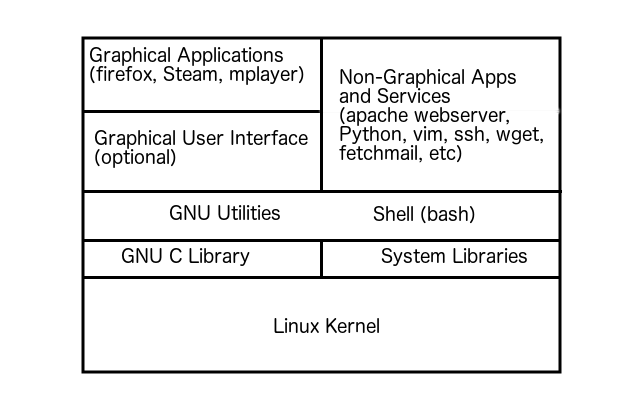 Graphical Applications
(firefox, Steam, mplayer)
Graphical User Interface
(optional)
Non-Graphical Apps
and Services
(apache webserver,
Python, vim, ssh, wget,
fetchmail, etc)
GNU Utilities
Shell (bash)
GNU C Library
System Libraries
Linux Kernel